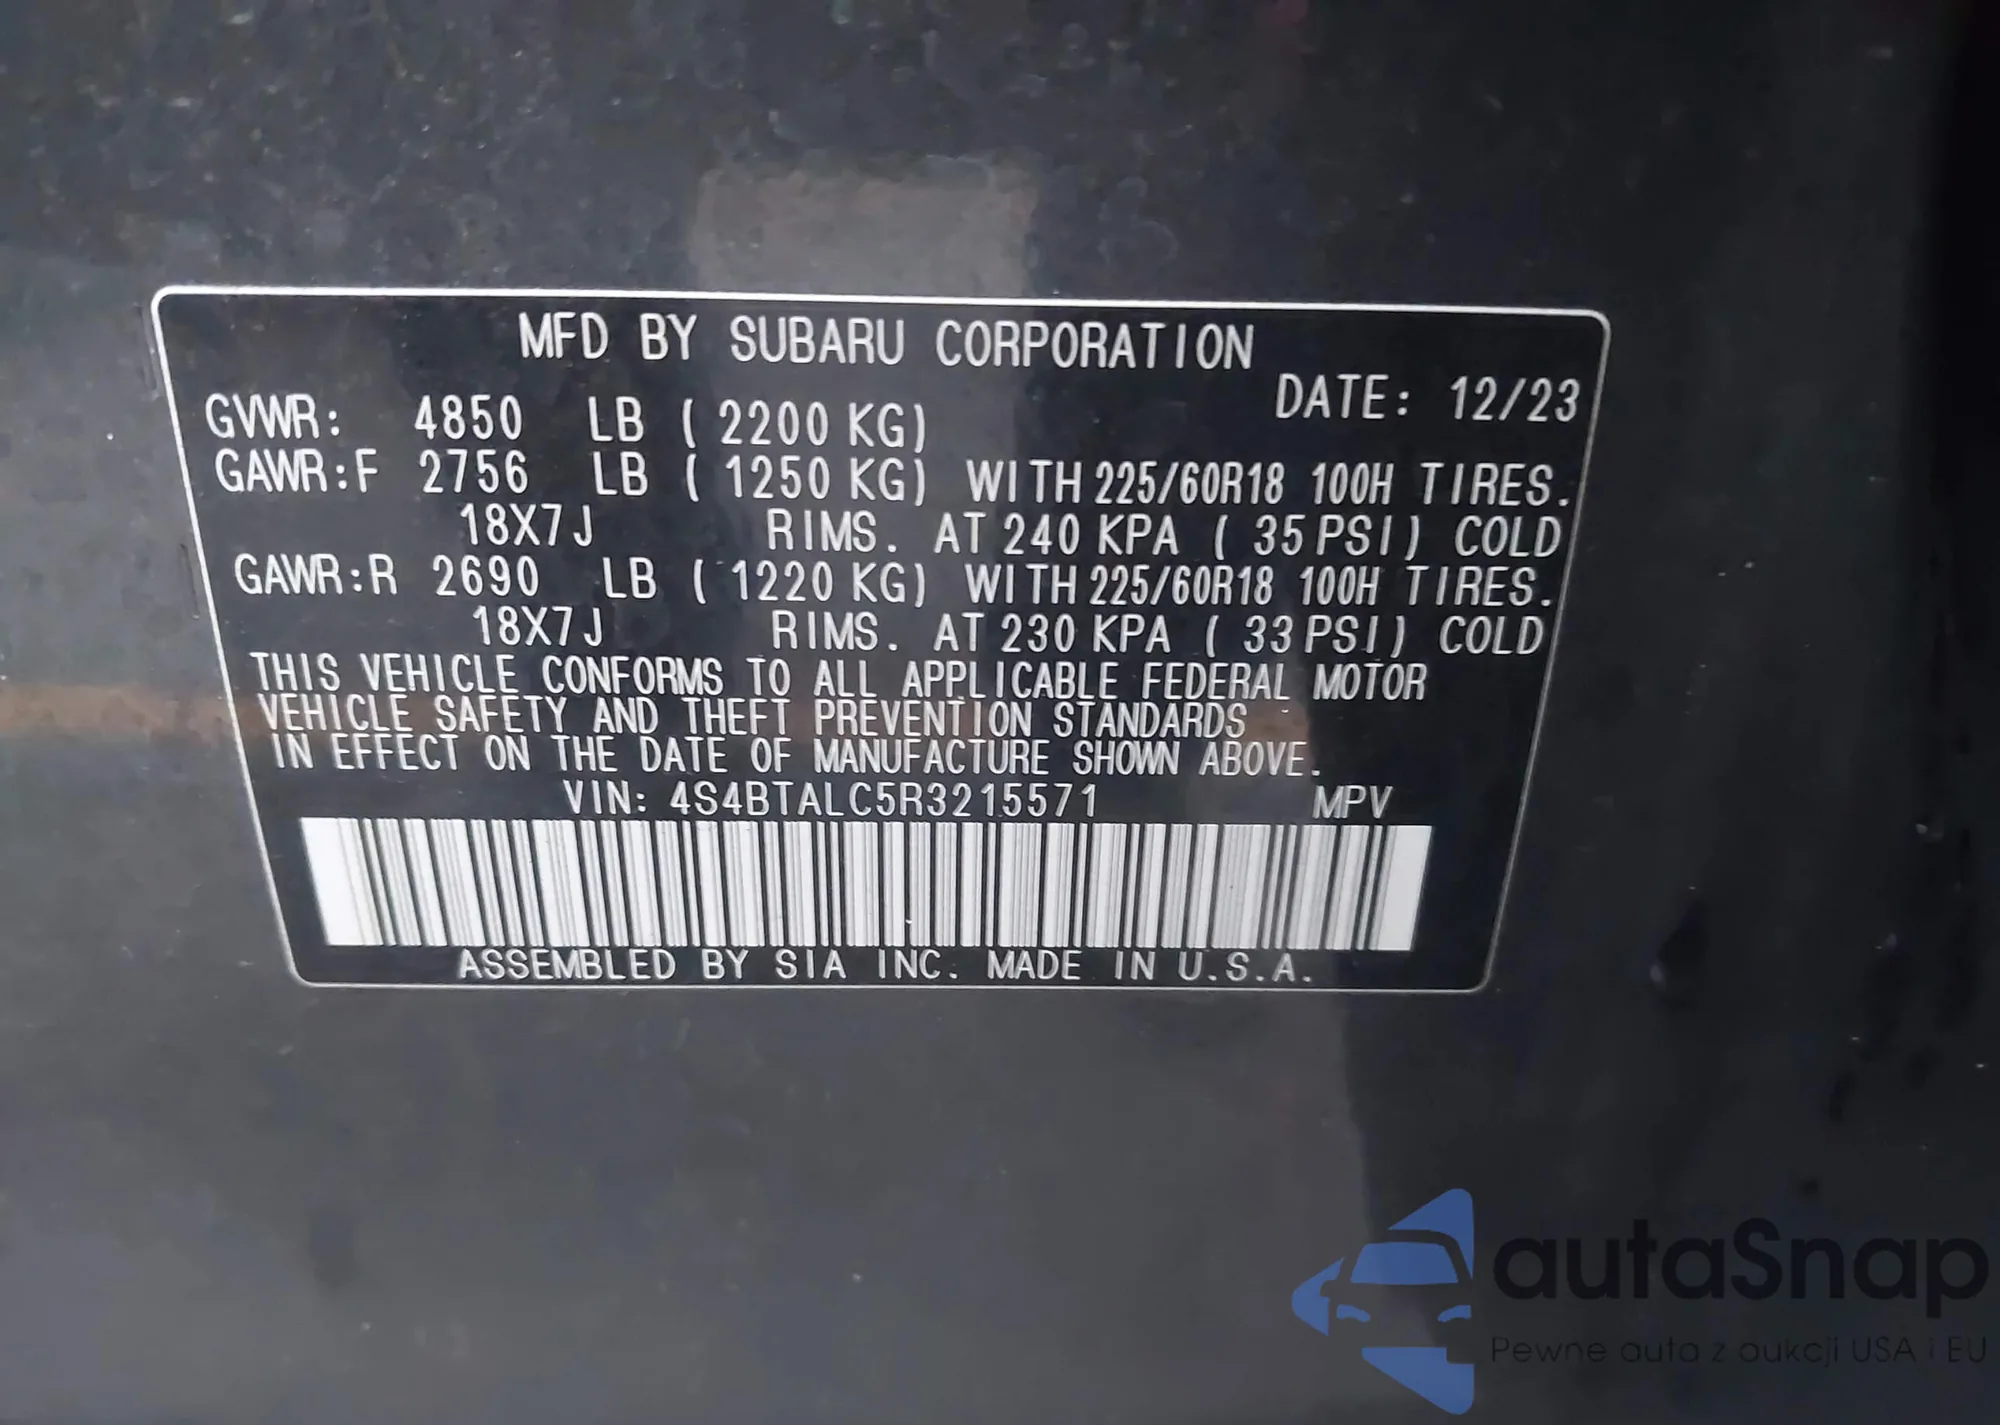 MFD BY SUBARU CORPORATION
DATE: 12/23
GVWR: 4850 LB ( 2200 KG)
GAWR:F 2756 LB ( 1250 KG) WITH 225/60R18 100H TIRES.
18X7J RIMS. AT 240 KPA ( 35 PSI) COLD
GAWR:R 2690 LB ( 1220 KG) WITH 225/60R18 100H TIRES.
18X7J RIMS. AT 230 KPA ( 33 PSI) COLD
THIS VEHICLE CONFORMS TO ALL APPLICABLE FEDERAL MOTOR
VEHICLE SAFETY AND THEFT PREVENTION STANDARDS
IN EFFECT ON THE DATE OF MANUFACTURE SHOWN ABOVE.
VIN: 4S4BTALC5R3215571 MPV
ASSEMBLED BY SIA INC. MADE IN U.S.A.
autaSnap
Pewne auta z aukcji USA i EU